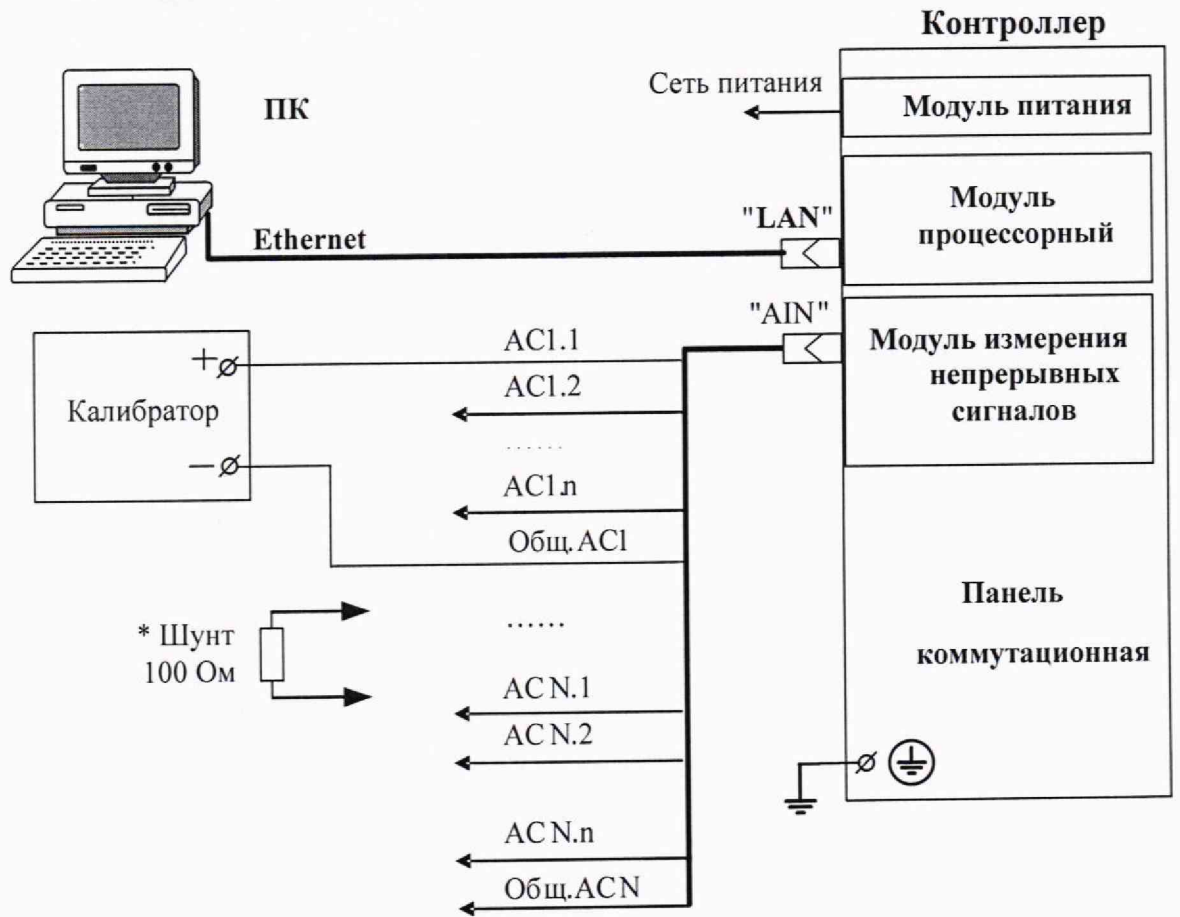 Контроллер
Сеть питания
Модуль питания
ПК
Модуль
процессорный
"LAN"
Ethernet
"AIN"
Модуль измерения
непрерывных
сигналов
AC1.1
+
AC1.2
Калибратор
......
−
AC1.n
Общ.AC1
Панель
коммутационная
* Шунт
100 Ом
......
AC N.1
AC N.2
AC N.n
Общ.AC N